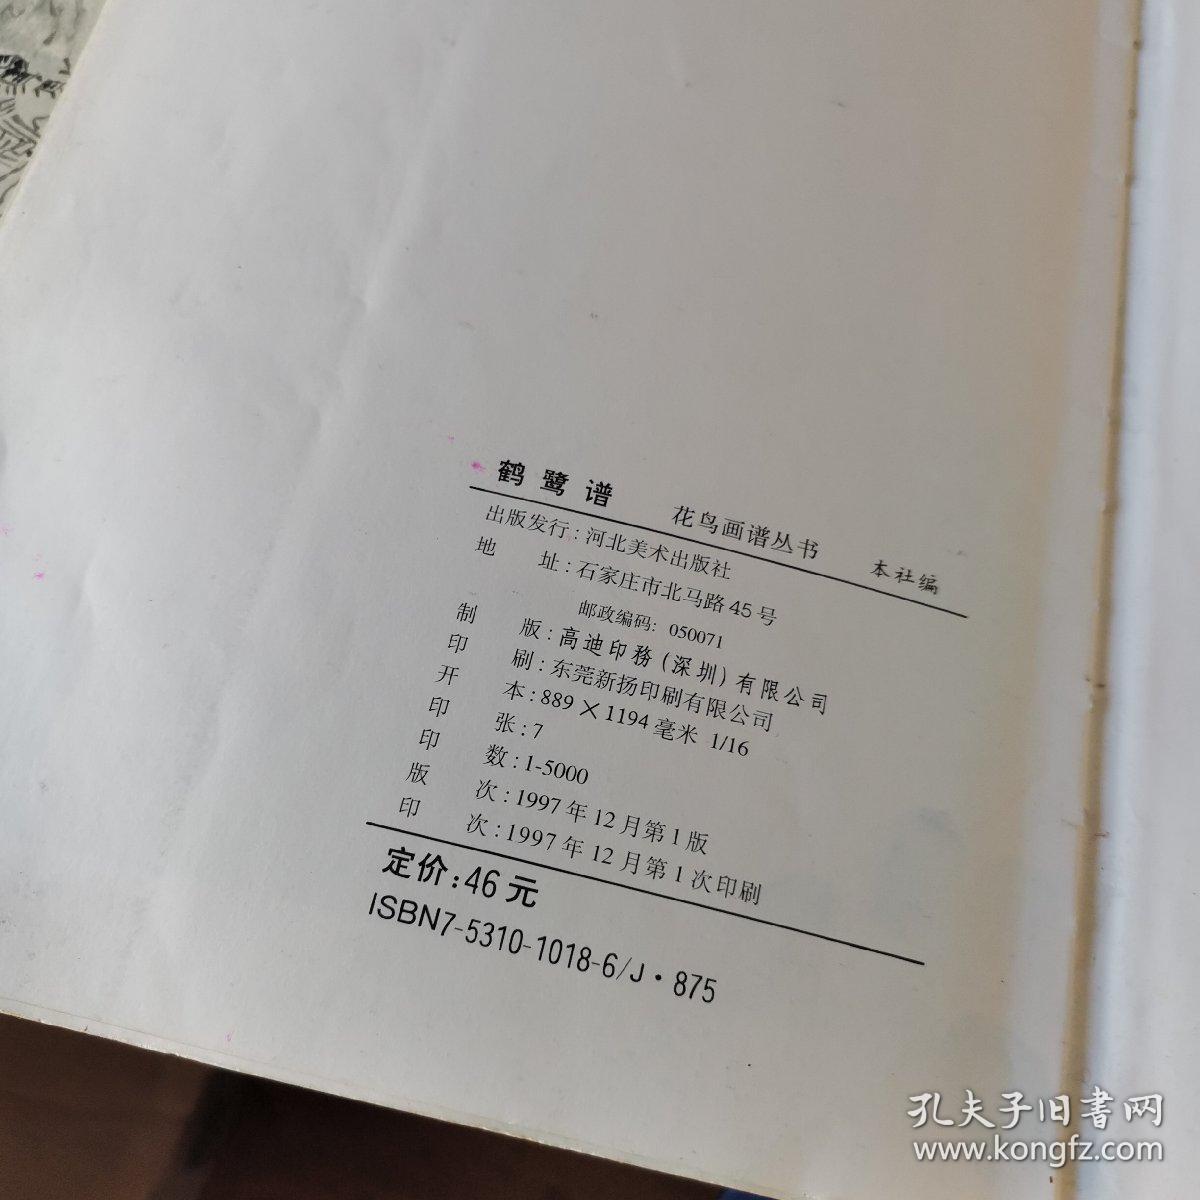 鹤鹭谱 花鸟画谱丛书 本社编
出版发行：河北美术出版社
地 址：石家庄市北马路45号
邮政编码：050071
制 版：高迪印務（深圳）有限公司
印 刷：东莞新扬印刷有限公司
开 本：889×1194毫米 1/16
印 张：7
印 数：1-5000
版 次：1997年12月第1版
印 次：1997年12月第1次印刷
定价：46元
ISBN7-5310-1018-6/J·875
孔夫子旧書网
www.kongfz.com